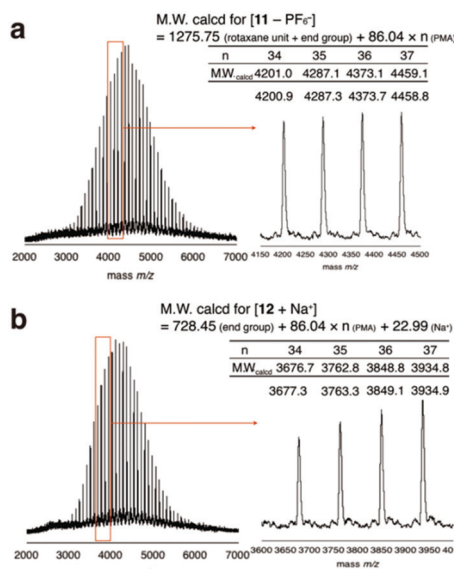 a
M.W. calcd for [11 – PF₆⁻]
= 1275.75 (rotaxane unit + end group) + 86.04 × n (PMA)
n 34 35 36 37
M.W.calcd 4201.0 4287.1 4373.1 4459.1
4200.9 4287.3 4373.7 4458.8
2000 3000 4000 5000 6000 7000
mass m/z
4150 4200 4250 4300 4350 4400 4450 4500
mass m/z
b
M.W. calcd for [12 + Na⁺]
= 728.45 (end group) + 86.04 × n (PMA) + 22.99 (Na⁺)
n 34 35 36 37
M.W.calcd 3676.7 3762.8 3848.8 3934.8
3677.3 3763.3 3849.1 3934.9
2000 3000 4000 5000 6000 7000
3600 3650 3700 3750 3800 3850 3900 3950 40
mass m/z